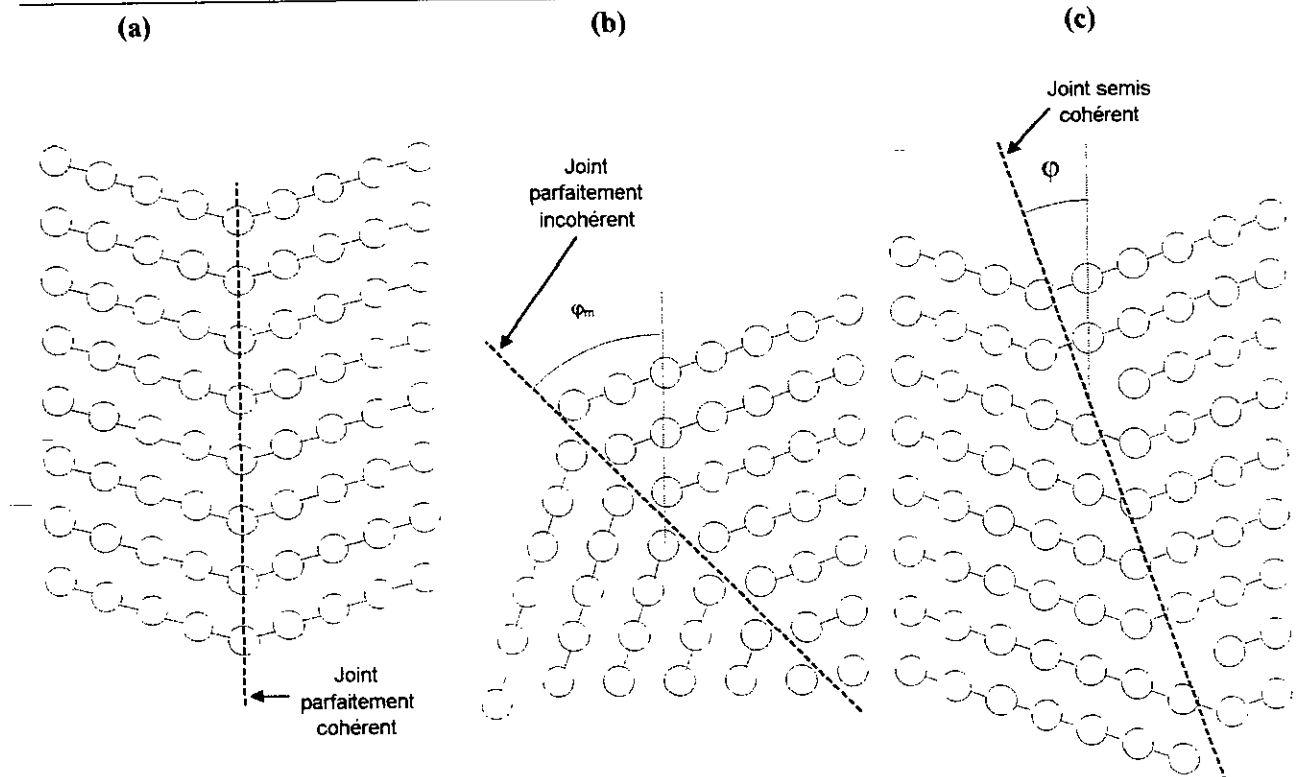 (a)
(b)
(c)
Joint
parfaitement
cohérent
Joint
parfaitement
incohérent
φm
Joint semis
cohérent
φ